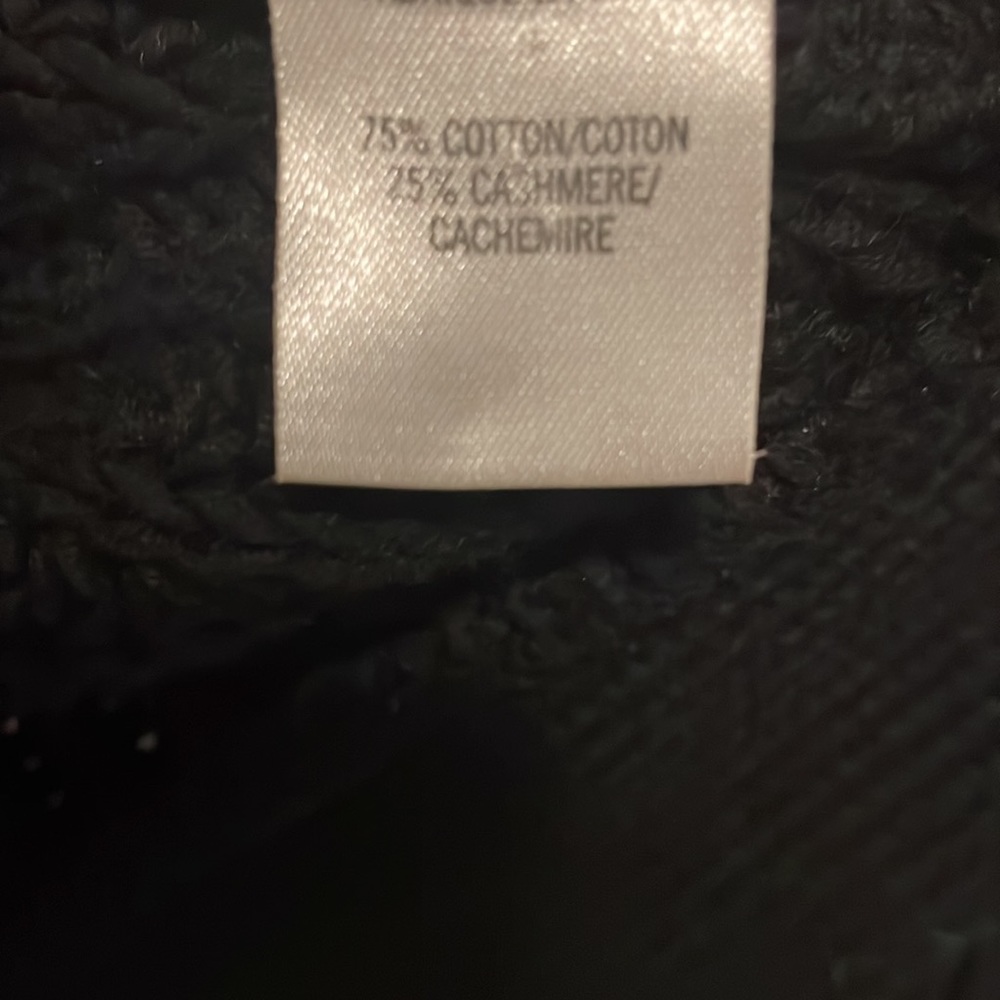 75% COTTON/COTON
25% CASHMERE/
CACHEMIRE